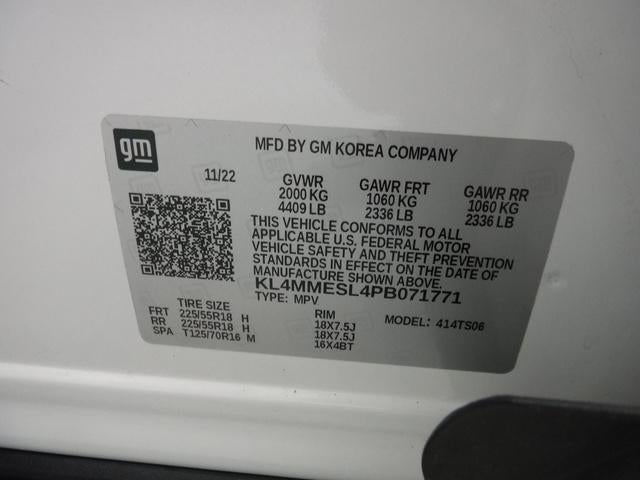 gm
MFD BY GM KOREA COMPANY
11/22
GVWR GAWR FRT GAWR RR
2000 KG 1060 KG 1060 KG
4409 LB 2336 LB 2336 LB
THIS VEHICLE CONFORMS TO ALL
APPLICABLE U.S. FEDERAL MOTOR
VEHICLE SAFETY AND THEFT PREVENTION
STANDARDS IN EFFECT ON THE DATE OF
MANUFACTURE SHOWN ABOVE.
KL4MMESL4PB071771
TYPE: MPV
TIRE SIZE RIM MODEL: 414TS06
FRT 225/55R18 H 18X7.5J
RR 225/55R18 H 18X7.5J
SPA T125/70R16 M 16X4BT